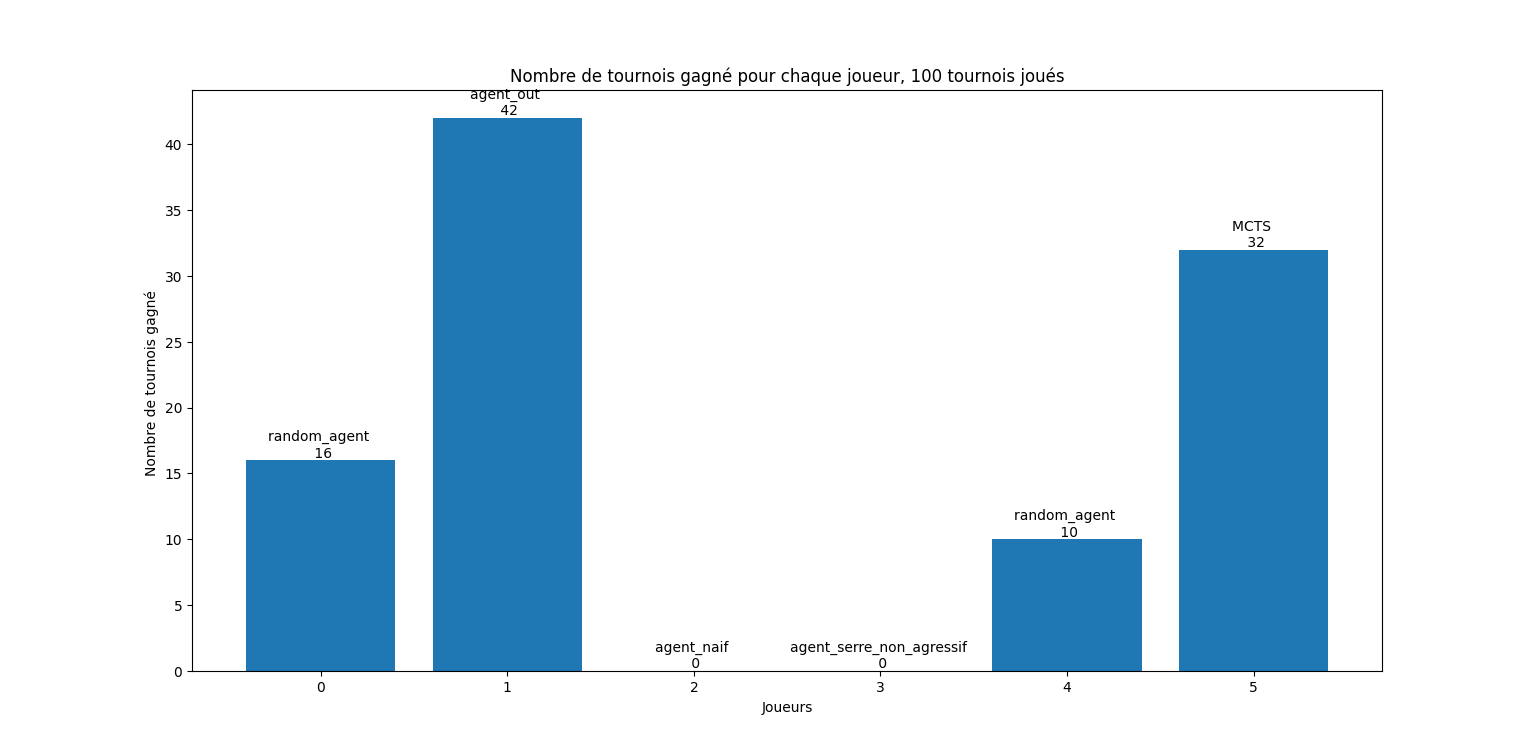 Nombre de tournois gagné pour chaque joueur, 100 tournois joués
agent_out
42
MCTS
32
random_agent
16
random_agent
10
agent_naif
0
agent_serre_non_agressif
0
Nombre de tournois gagné
40
35
30
25
20
15
10
5
0
0 1 2 3 4 5
Joueurs